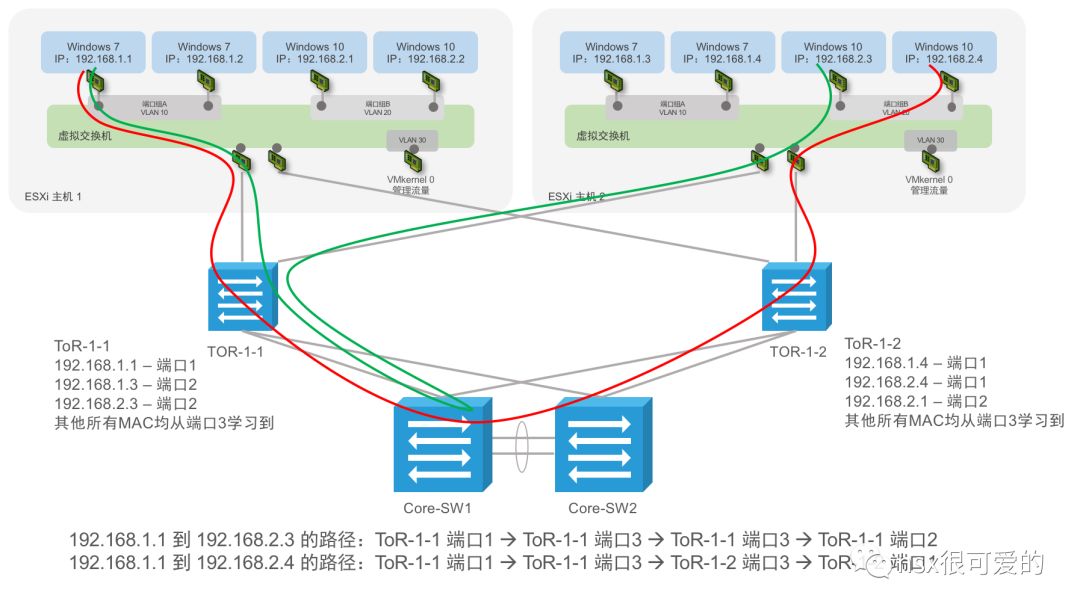 Windows 7
IP：192.168.1.1
Windows 7
IP：192.168.1.2
Windows 10
IP：192.168.2.1
Windows 10
IP：192.168.2.2
端口组A
VLAN 10
端口组B
VLAN 20
虚拟交换机
VLAN 30
VMkernel 0
管理流量
ESXi 主机 1
Windows 7
IP：192.168.1.3
Windows 7
IP：192.168.1.4
Windows 10
IP：192.168.2.3
Windows 10
IP：192.168.2.4
端口组A
VLAN 10
端口组B
VLAN 20
虚拟交换机
VLAN 30
VMkernel 0
管理流量
ESXi 主机 2
TOR-1-1
TOR-1-2
ToR-1-1
192.168.1.1 – 端口1
192.168.1.3 – 端口2
192.168.2.3 – 端口2
其他所有MAC均从端口3学习到
ToR-1-2
192.168.1.4 – 端口1
192.168.2.4 – 端口1
192.168.2.1 – 端口2
其他所有MAC均从端口3学习到
Core-SW1
Core-SW2
192.168.1.1 到 192.168.2.3 的路径：ToR-1-1 端口1 → ToR-1-1 端口3 → ToR-1-1 端口3 → ToR-1-1 端口2
192.168.1.1 到 192.168.2.4 的路径：ToR-1-1 端口1 → ToR-1-1 端口3 → ToR-1-2 端口3 → ToR-1-2 端口1
很可爱的